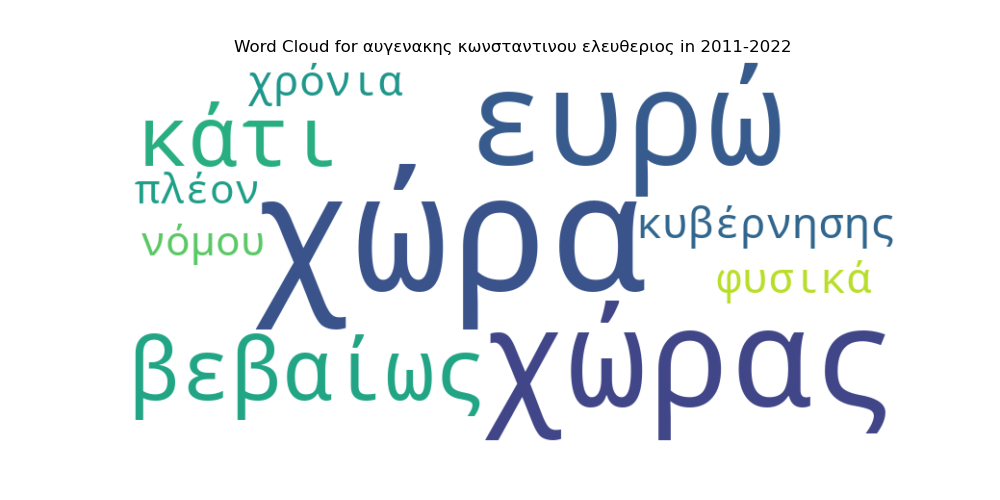 Word Cloud for αυγενακης κωνσταντινου ελευθεριος in 2011-2022
χρόνια
κάτι
ευρώ
πλέον
χώρα
κυβέρνησης
νόμου
φυσικά
βεβαίως
χώρας